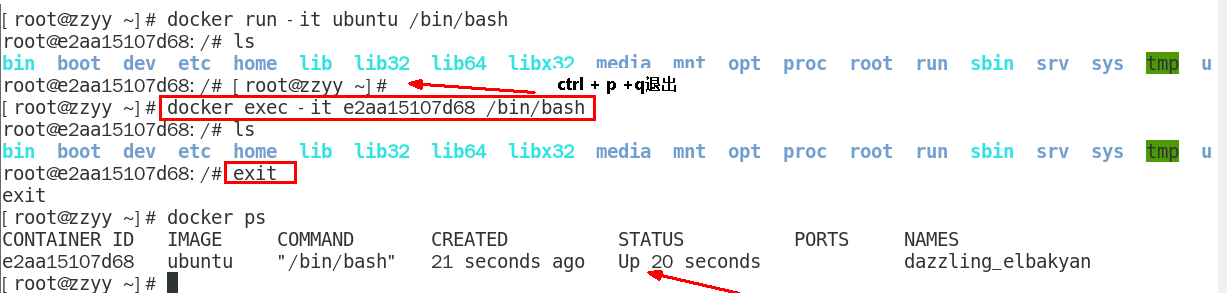 [root@zzyy ~]# docker run -it ubuntu /bin/bash
root@e2aa15107d68:/# ls
bin boot dev etc home lib lib32 lib64 libx32 media mnt opt proc root run sbin srv sys tmp u
root@e2aa15107d68:/# [root@zzyy ~]# ctrl + p +q退出
[root@zzyy ~]# docker exec -it e2aa15107d68 /bin/bash
root@e2aa15107d68:/# ls
bin boot dev etc home lib lib32 lib64 libx32 media mnt opt proc root run sbin srv sys tmp u
root@e2aa15107d68:/# exit
exit
[root@zzyy ~]# docker ps
CONTAINER ID IMAGE COMMAND CREATED STATUS PORTS NAMES
e2aa15107d68 ubuntu "/bin/bash" 21 seconds ago Up 20 seconds dazzling_elbakyan
[root@zzyy ~]#